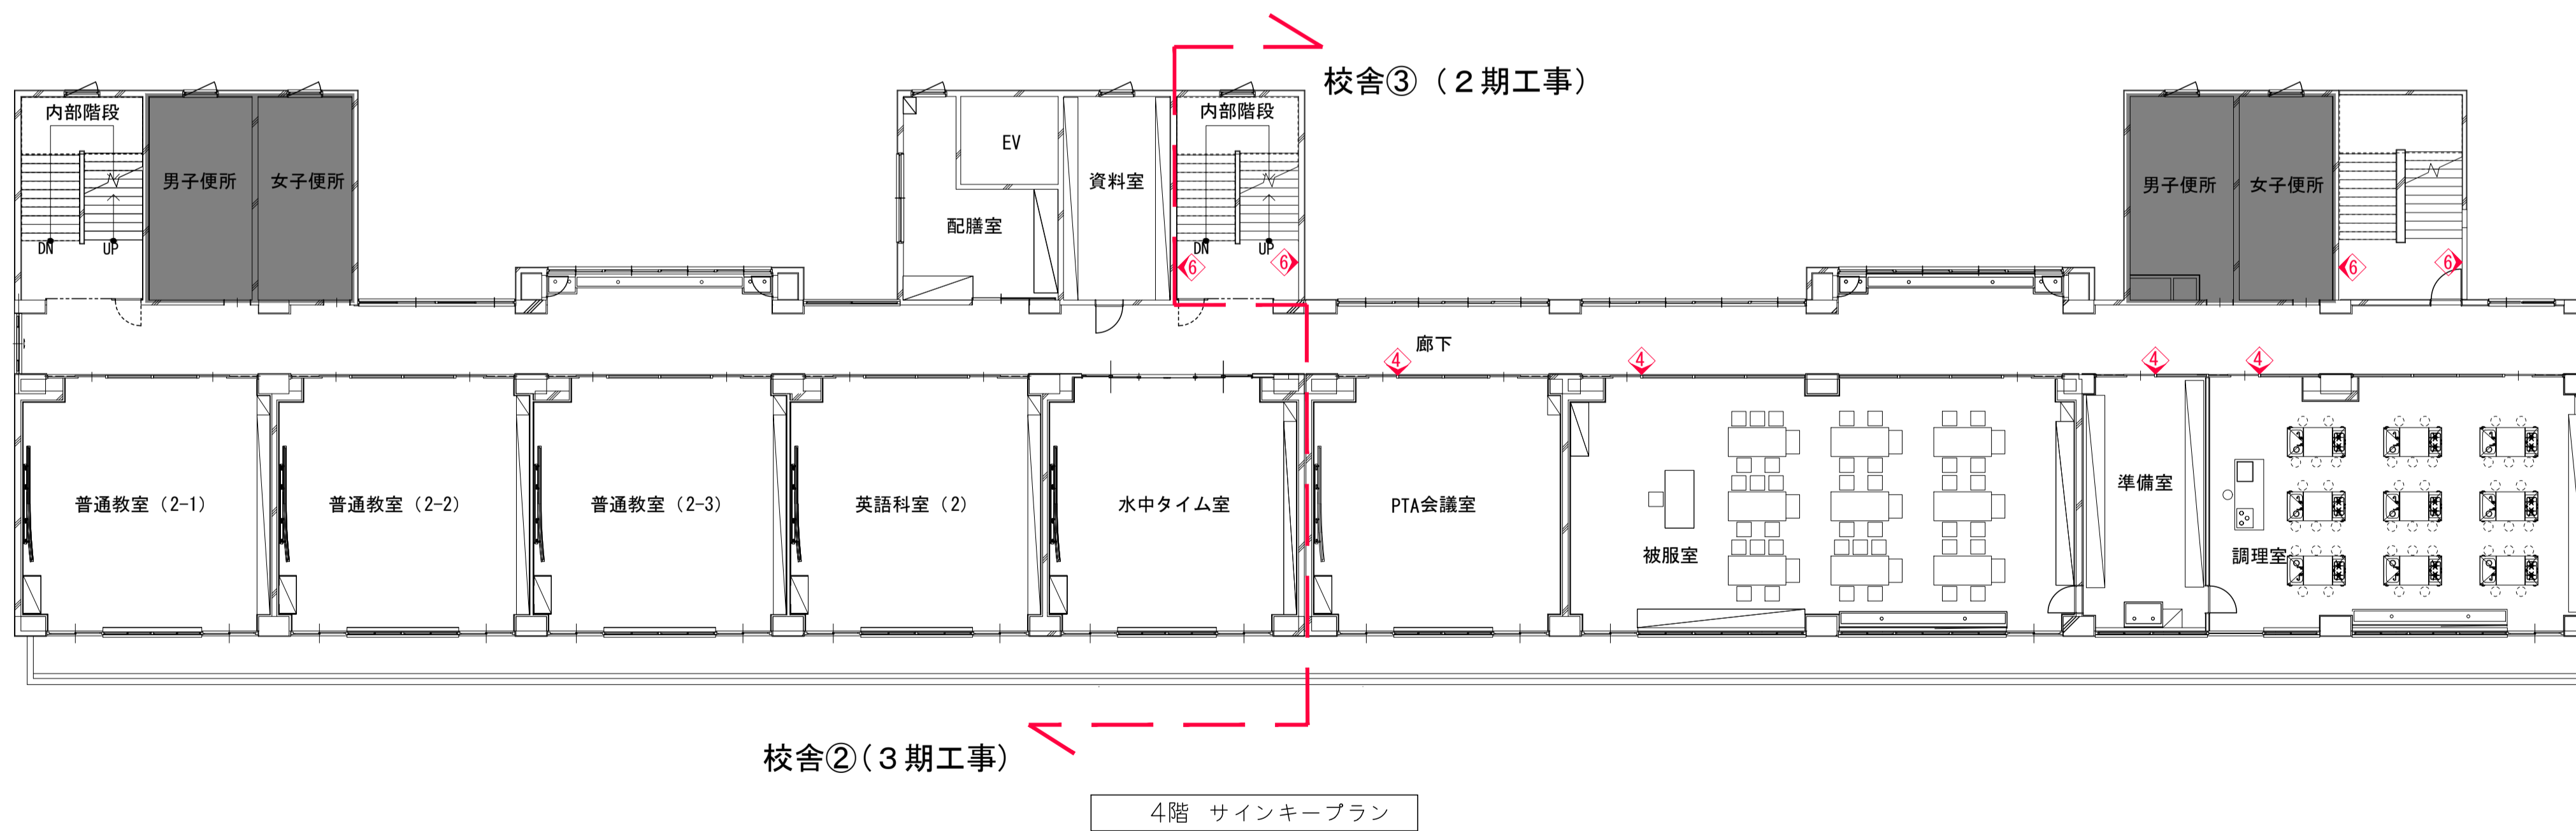 校舎③（２期工事）
内部階段
内部階段
EV
男子便所
女子便所
資料室
男子便所
女子便所
配膳室
DN
UP
DN
UP
6
6
6
6
廊下
4
4
4
4
普通教室（2-1）
普通教室（2-2）
普通教室（2-3）
英語科室（2）
水中タイム室
PTA会議室
被服室
準備室
調理室
校舎②（３期工事）
4階 サインキープラン